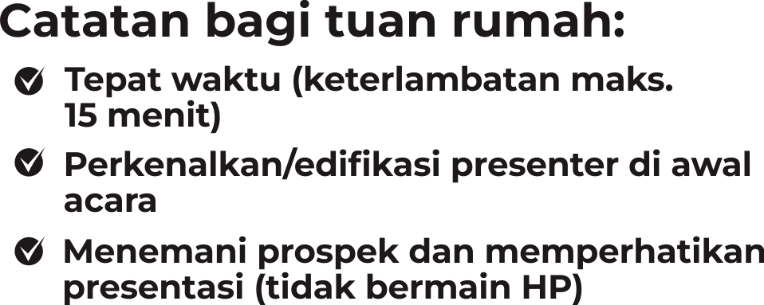 Catatan bagi tuan rumah:
Tepat waktu (keterlambatan maks.
15 menit)
Perkenalkan/edifikasi presenter di awal
acara
Menemani prospek dan memperhatikan
presentasi (tidak bermain HP)